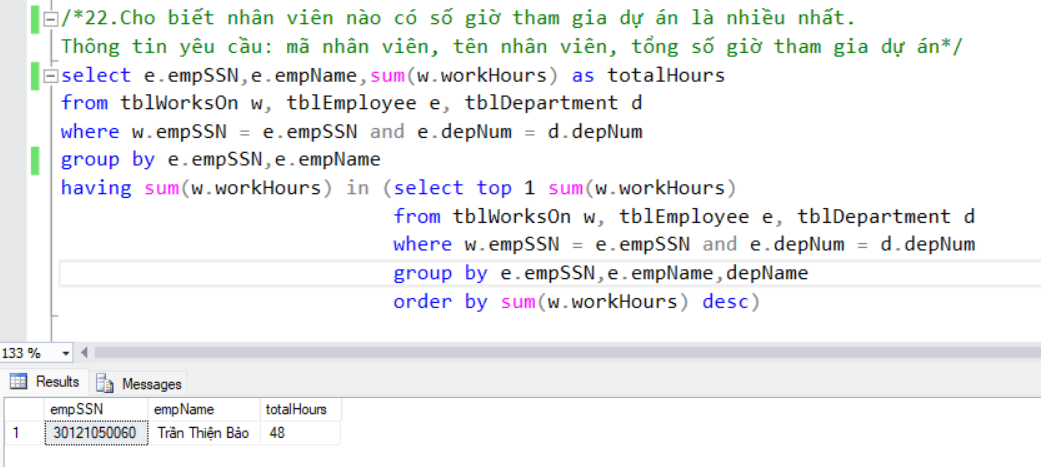 /*22.Cho biết nhân viên nào có số giờ tham gia dự án là nhiều nhất.
Thông tin yêu cầu: mã nhân viên, tên nhân viên, tổng số giờ tham gia dự án*/
select e.empSSN,e.empName,sum(w.workHours) as totalHours
from tblWorksOn w, tblEmployee e, tblDepartment d
where w.empSSN = e.empSSN and e.depNum = d.depNum
group by e.empSSN,e.empName
having sum(w.workHours) in (select top 1 sum(w.workHours)
from tblWorksOn w, tblEmployee e, tblDepartment d
where w.empSSN = e.empSSN and e.depNum = d.depNum
group by e.empSSN,e.empName,depName
order by sum(w.workHours) desc)
133 %
Results Messages
empSSN empName totalHours
1 30121050060 Trần Thiện Bảo 48